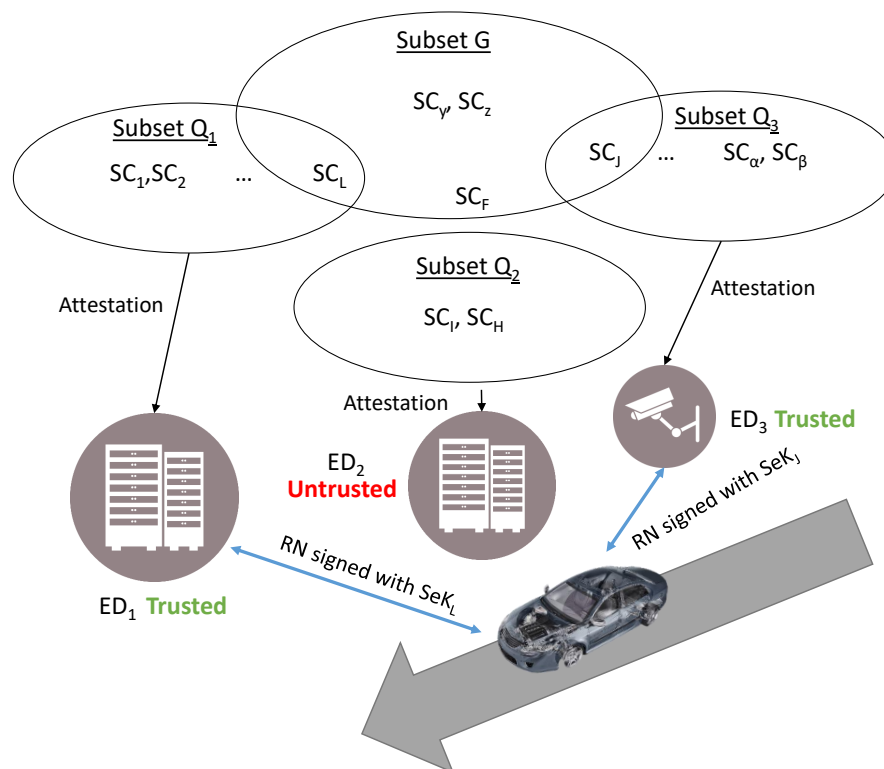 Subset G
SCγ, SCz
Subset Q1
SC1,SC2 ... SCL
Subset Q3
SCJ ... SCα, SCβ
SCF
Subset Q2
SCI, SCH
Attestation
Attestation
Attestation
ED1 Trusted
ED2
Untrusted
ED3 Trusted
RN signed with SeKL
RN signed with SeKJ